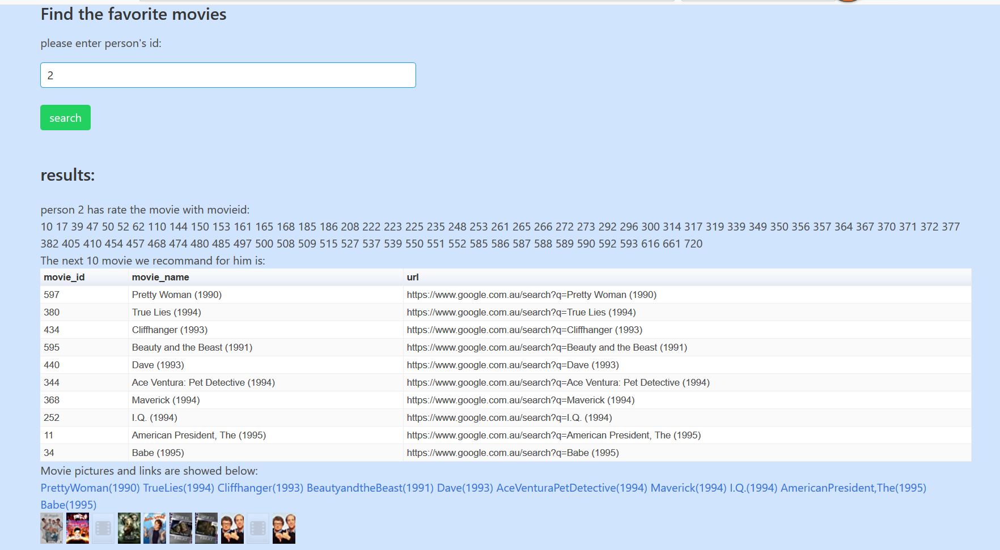 Find the favorite movies
please enter person's id:
2
search
results:
person 2 has rate the movie with movieid:
10 17 39 47 50 52 62 110 144 150 153 161 165 168 185 186 208 222 223 225 235 248 253 261 265 266 272 273 292 296 300 314 317 319 339 349 350 356 357 364 367 370 371 372 377
382 405 410 454 457 468 474 480 485 497 500 508 509 515 527 537 539 550 551 552 585 586 587 588 589 590 592 593 616 661 720
The next 10 movie we recommand for him is:
movie_id movie_name url
597 Pretty Woman (1990) https://www.google.com.au/search?q=Pretty Woman (1990)
380 True Lies (1994) https://www.google.com.au/search?q=True Lies (1994)
434 Cliffhanger (1993) https://www.google.com.au/search?q=Cliffhanger (1993)
595 Beauty and the Beast (1991) https://www.google.com.au/search?q=Beauty and the Beast (1991)
440 Dave (1993) https://www.google.com.au/search?q=Dave (1993)
344 Ace Ventura: Pet Detective (1994) https://www.google.com.au/search?q=Ace Ventura: Pet Detective (1994)
368 Maverick (1994) https://www.google.com.au/search?q=Maverick (1994)
252 I.Q. (1994) https://www.google.com.au/search?q=I.Q. (1994)
11 American President, The (1995) https://www.google.com.au/search?q=American President, The (1995)
34 Babe (1995) https://www.google.com.au/search?q=Babe (1995)
Movie pictures and links are showed below:
PrettyWoman(1990) TrueLies(1994) Cliffhanger(1993) BeautyandtheBeast(1991) Dave(1993) AceVenturaPetDetective(1994) Maverick(1994) I.Q.(1994) AmericanPresident,The(1995)
Babe(1995)